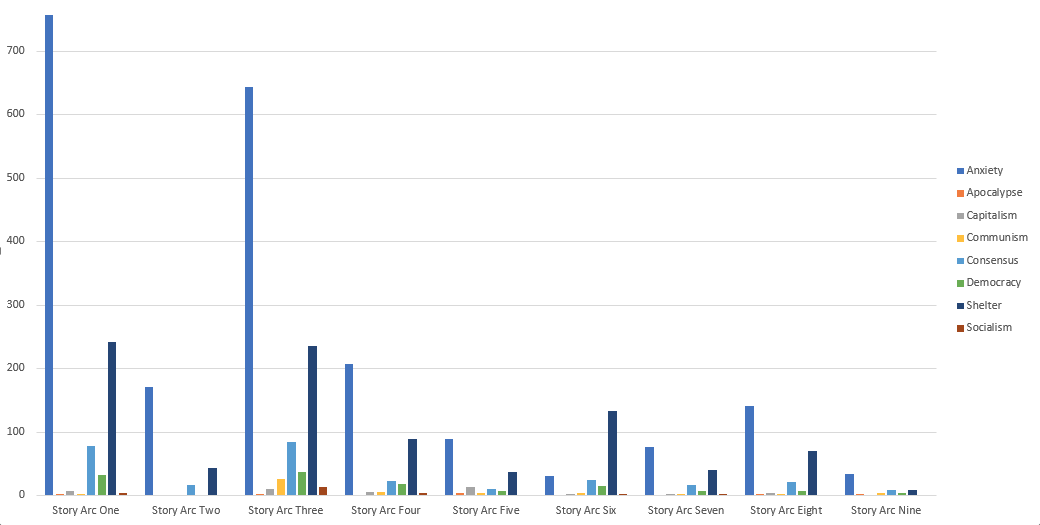 700
600
500
400
300
200
100
0
Story Arc One Story Arc Two Story Arc Three Story Arc Four Story Arc Five Story Arc Six Story Arc Seven Story Arc Eight Story Arc Nine
Anxiety
Apocalypse
Capitalism
Communism
Consensus
Democracy
Shelter
Socialism